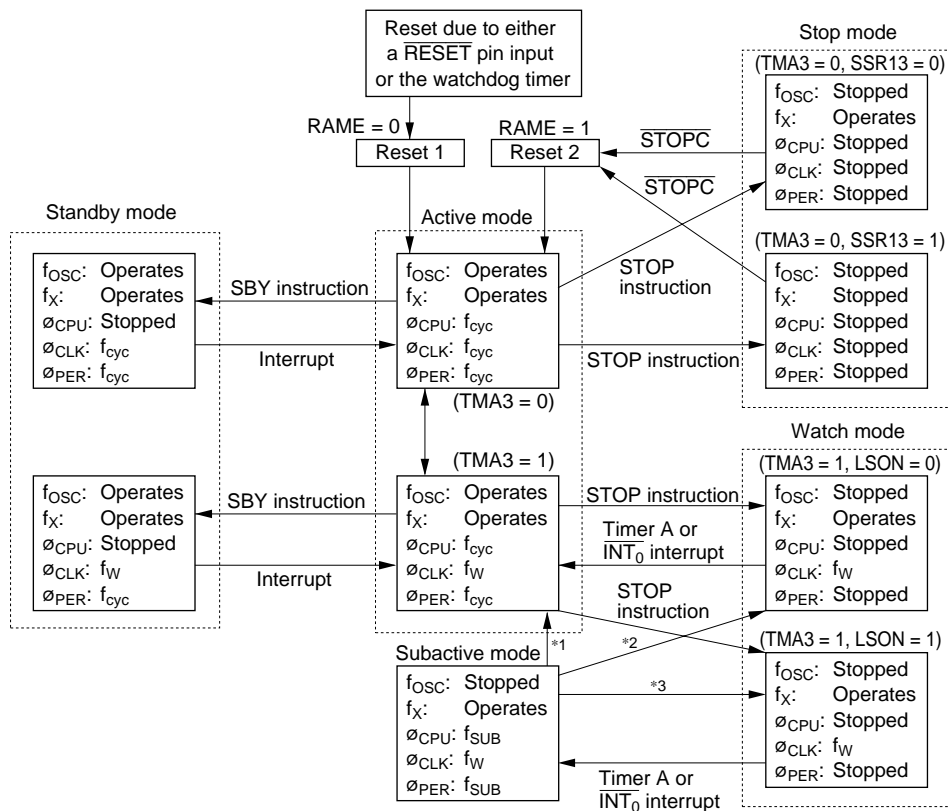 Reset due to either
a RESET pin input
or the watchdog timer
Stop mode
(TMA3 = 0, SSR13 = 0)
fOSC: Stopped
fX: Operates
øCPU: Stopped
øCLK: Stopped
øPER: Stopped
RAME = 0
Reset 1
RAME = 1
Reset 2
STOPC
STOPC
Standby mode
Active mode
(TMA3 = 0, SSR13 = 1)
fOSC: Stopped
fX: Stopped
øCPU: Stopped
øCLK: Stopped
øPER: Stopped
fOSC: Operates
fX: Operates
øCPU: Stopped
øCLK: fcyc
øPER: fcyc
SBY instruction
Interrupt
fOSC: Operates
fX: Operates
øCPU: fcyc
øCLK: fcyc
øPER: fcyc
STOP
instruction
STOP instruction
(TMA3 = 0)
(TMA3 = 1)
Watch mode
(TMA3 = 1, LSON = 0)
fOSC: Operates
fX: Operates
øCPU: Stopped
øCLK: fW
øPER: fcyc
SBY instruction
Interrupt
fOSC: Operates
fX: Operates
øCPU: fcyc
øCLK: fW
øPER: fcyc
STOP instruction
Timer A or
INT0 interrupt
STOP
instruction
fOSC: Stopped
fX: Operates
øCPU: Stopped
øCLK: fW
øPER: Stopped
(TMA3 = 1, LSON = 1)
*1
*2
*3
Subactive mode
fOSC: Stopped
fX: Operates
øCPU: fSUB
øCLK: fW
øPER: fSUB
Timer A or
INT0 interrupt
fOSC: Stopped
fX: Operates
øCPU: Stopped
øCLK: fW
øPER: Stopped